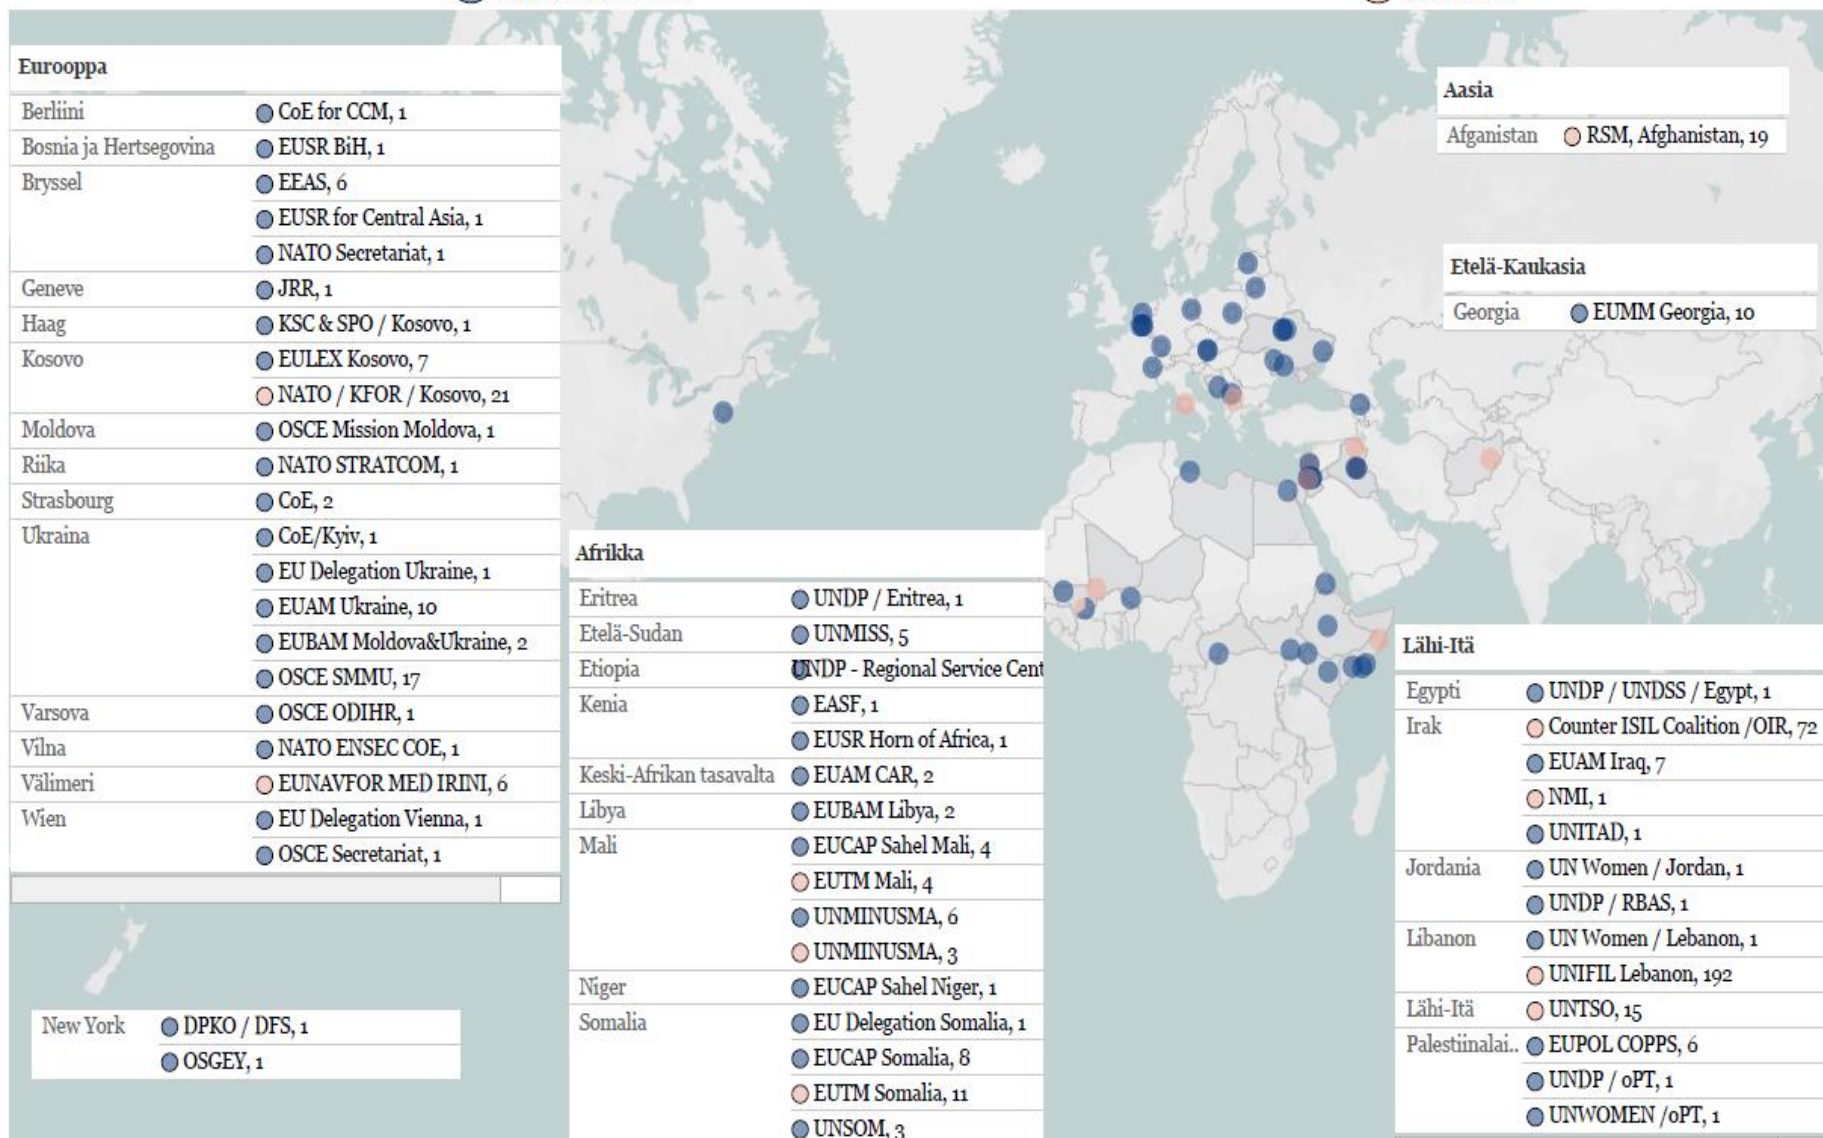 Eurooppa
Berliini CoE for CCM, 1
Bosnia ja Hertsegovina EUSR BiH, 1
Bryssel EEAS, 6
EUSR for Central Asia, 1
NATO Secretariat, 1
Geneve JRR, 1
Haag KSC & SPO / Kosovo, 1
Kosovo EULEX Kosovo, 7
NATO / KFOR / Kosovo, 21
Moldova OSCE Mission Moldova, 1
Riika NATO STRATCOM, 1
Strasbourg CoE, 2
Ukraina CoE/Kyiv, 1
EU Delegation Ukraine, 1
EUAM Ukraine, 10
EUBAM Moldova&Ukraine, 2
OSCE SMMU, 17
Varsova OSCE ODIHR, 1
Vilna NATO ENSEC COE, 1
Välimeri EUNAVFOR MED IRINI, 6
Wien EU Delegation Vienna, 1
OSCE Secretariat, 1
New York DPKO / DFS, 1
OSGEY, 1
Afrikka
Eritrea UNDP / Eritrea, 1
Etelä-Sudan UNMISS, 5
Etiopia UNDP - Regional Service Cent
Kenia EASF, 1
EUSR Horn of Africa, 1
Keski-Afrikan tasavalta EUAM CAR, 2
Libya EUBAM Libya, 2
Mali EUCAP Sahel Mali, 4
EUTM Mali, 4
UNMINUSMA, 6
UNMINUSMA, 3
Niger EUCAP Sahel Niger, 1
Somalia EU Delegation Somalia, 1
EUCAP Somalia, 8
EUTM Somalia, 11
UNSOM, 3
Aasia
Afganistan RSM, Afghanistan, 19
Etelä-Kaukasia
Georgia EUMM Georgia, 10
Lähi-Itä
Egypti UNDP / UNDSS / Egypt, 1
Irak Counter ISIL Coalition /OIR, 72
EUAM Iraq, 7
NMI, 1
UNITAD, 1
Jordania UN Women / Jordan, 1
UNDP / RBAS, 1
Libanon UN Women / Lebanon, 1
UNIFIL Lebanon, 192
Lähi-Itä UNTSO, 15
Palestiinalai.. EUPOL COPPS, 6
UNDP / oPT, 1
UNWOMEN /oPT, 1